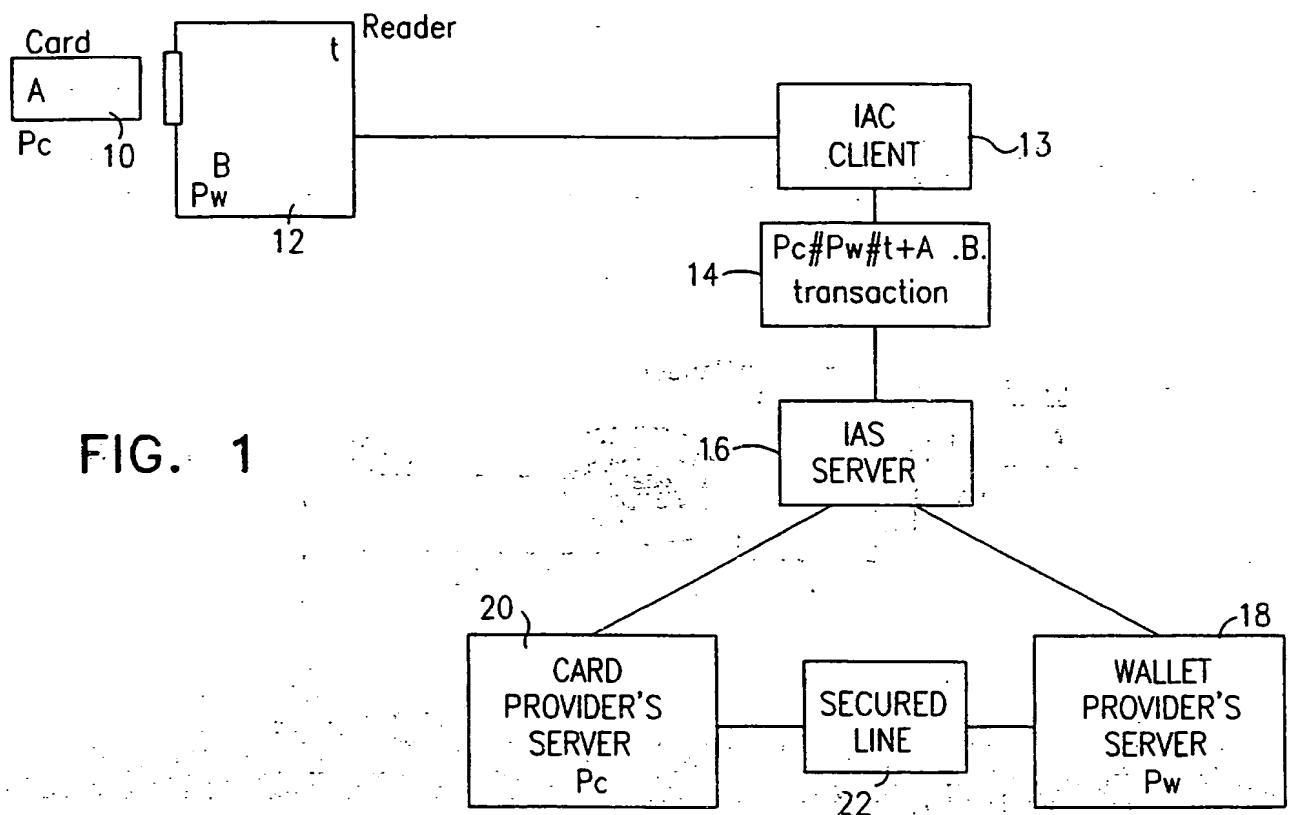 Card
A
Pc
10
Reader
t
B
Pw
12
IAC
CLIENT
13
14
Pc#Pw#t+A .B.
transaction
FIG. 1
16
IAS
SERVER
20
CARD
PROVIDER'S
SERVER
Pc
SECURED
LINE
22
18
WALLET
PROVIDER'S
SERVER
Pw